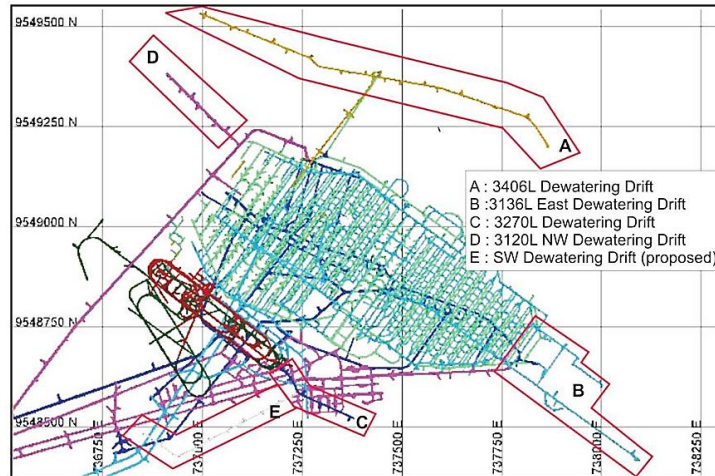 9549500 N
D
9549250 N
A
A : 3406L Dewatering Drift
B :3136L East Dewatering Drift
C : 3270L Dewatering Drift
D : 3120L NW Dewatering Drift
E : SW Dewatering Drift (proposed)
9549000 N
9548750 N
B
E
C
9548500 N
736750
737000
737250
737500
737750
738000
738250